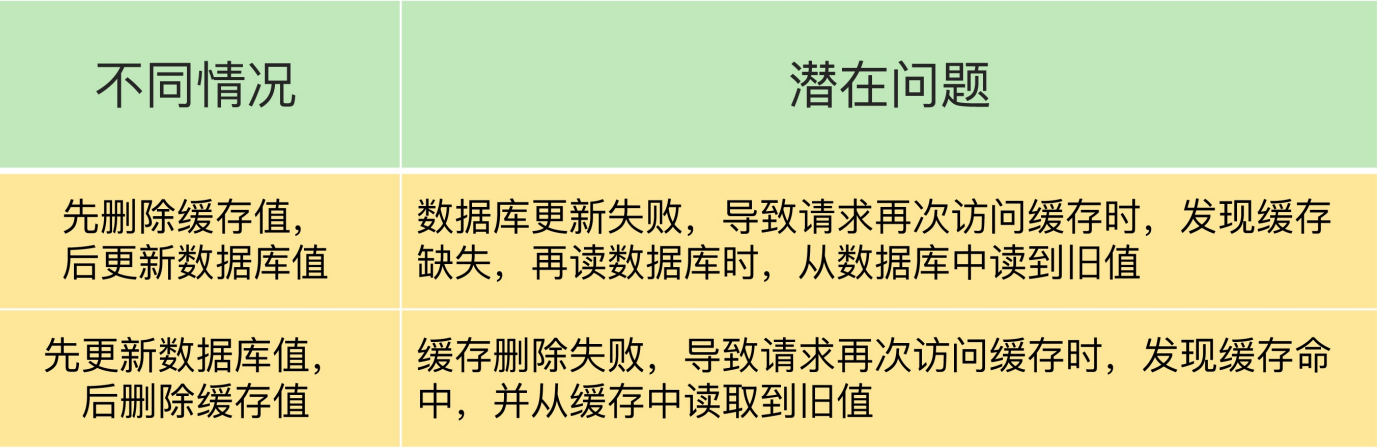 不同情况
潜在问题
先删除缓存值，
后更新数据库值
数据库更新失败，导致请求再次访问缓存时，发现缓存
缺失，再读数据库时，从数据库中读到旧值
先更新数据库值，
后删除缓存值
缓存删除失败，导致请求再次访问缓存时，发现缓存命
中，并从缓存中读取到旧值